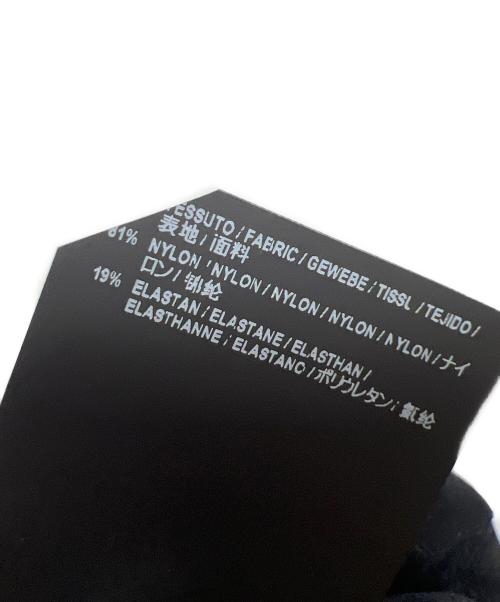 TESSUTO / FABRIC / GEWEBE / TISSU / TEJIDO /
表地 / 面料
81% NYLON / NYLON / NYLON / NYLON / NYLON / ナイ
ロン / 锦纶
19% ELASTAN / ELASTANE / ELASTHAN /
ELASTHANNE / ELASTANO / ポリウレタン / 氨纶